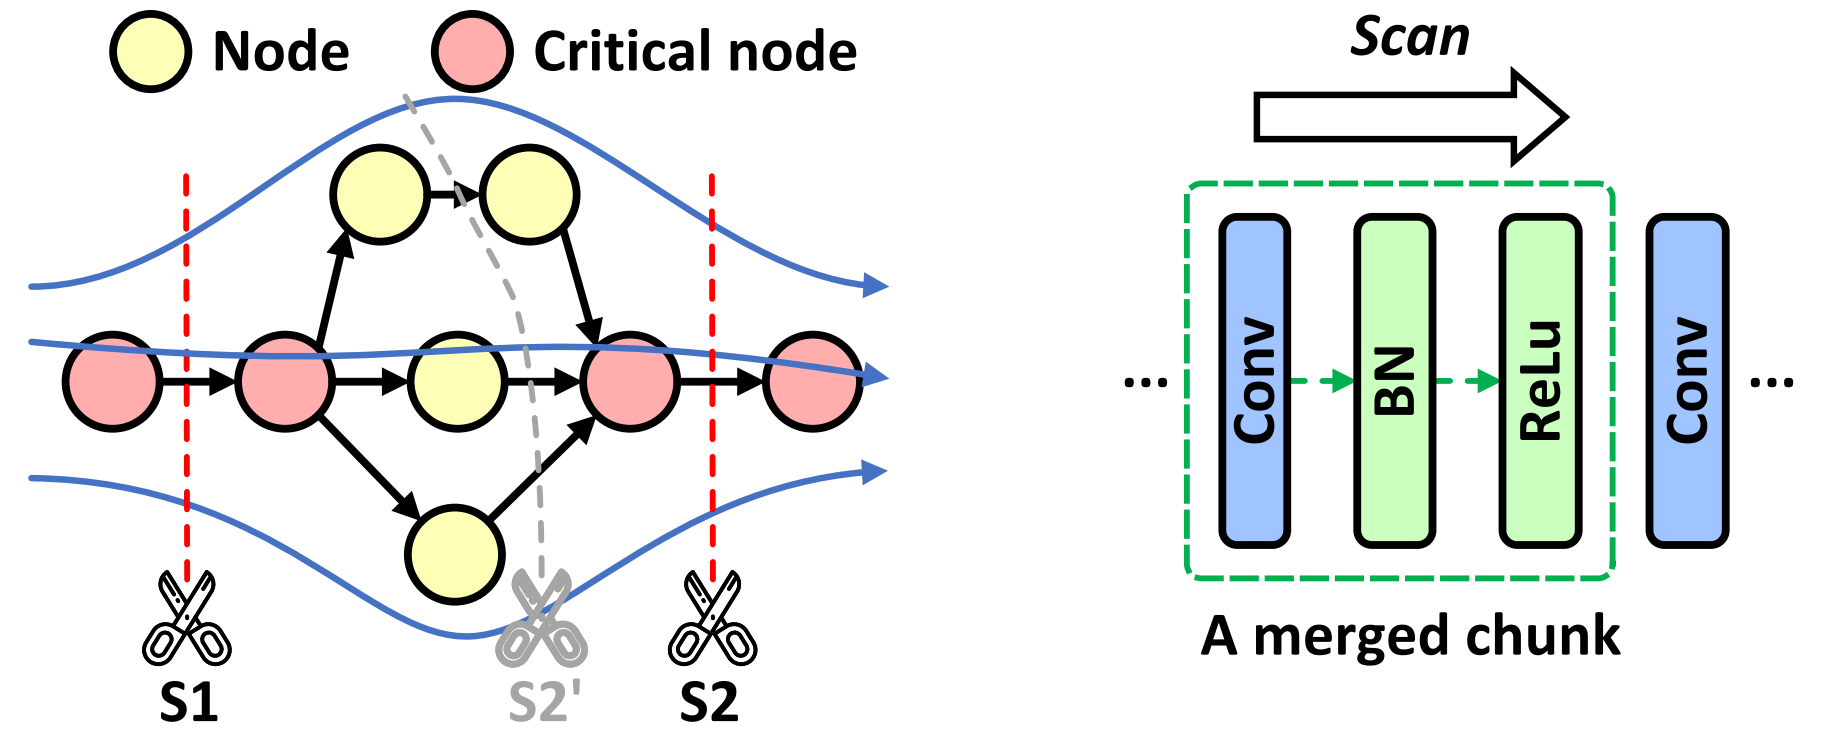 Node
Critical node
S1
S2'
S2
Scan
...
Conv
BN
ReLu
Conv
...
A merged chunk